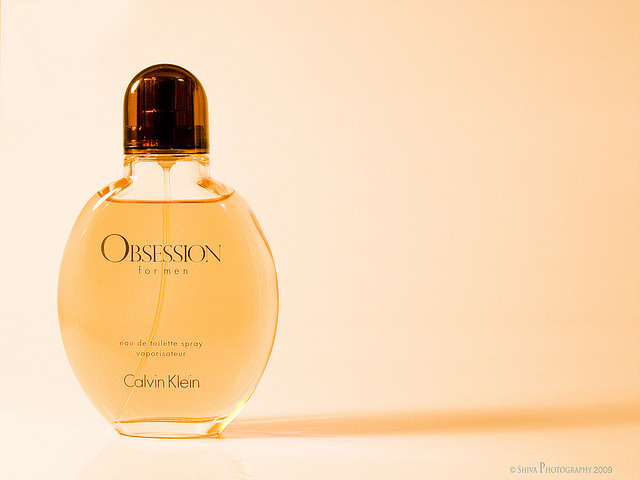 OBSESSION
for men
eau de toilette spray
vaporisateur
Calvin Klein
© SHIVA PHOTOGRAPHY 2009